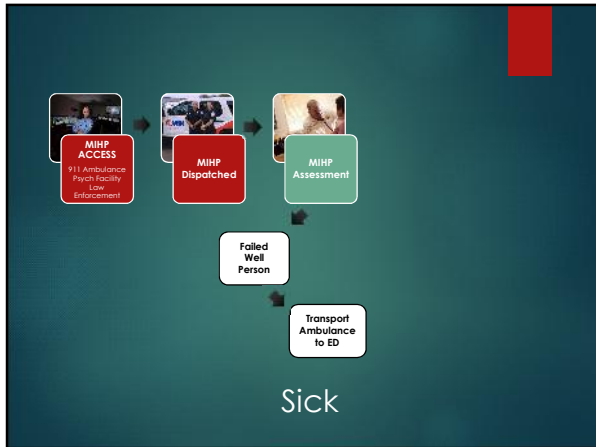 MIHP
ACCESS
911 Ambulance
Psych Facility
Law
Enforcement
MIHP
Dispatched
MIHP
Assessment
Failed
Well
Person
Transport
Ambulance
to ED
Sick